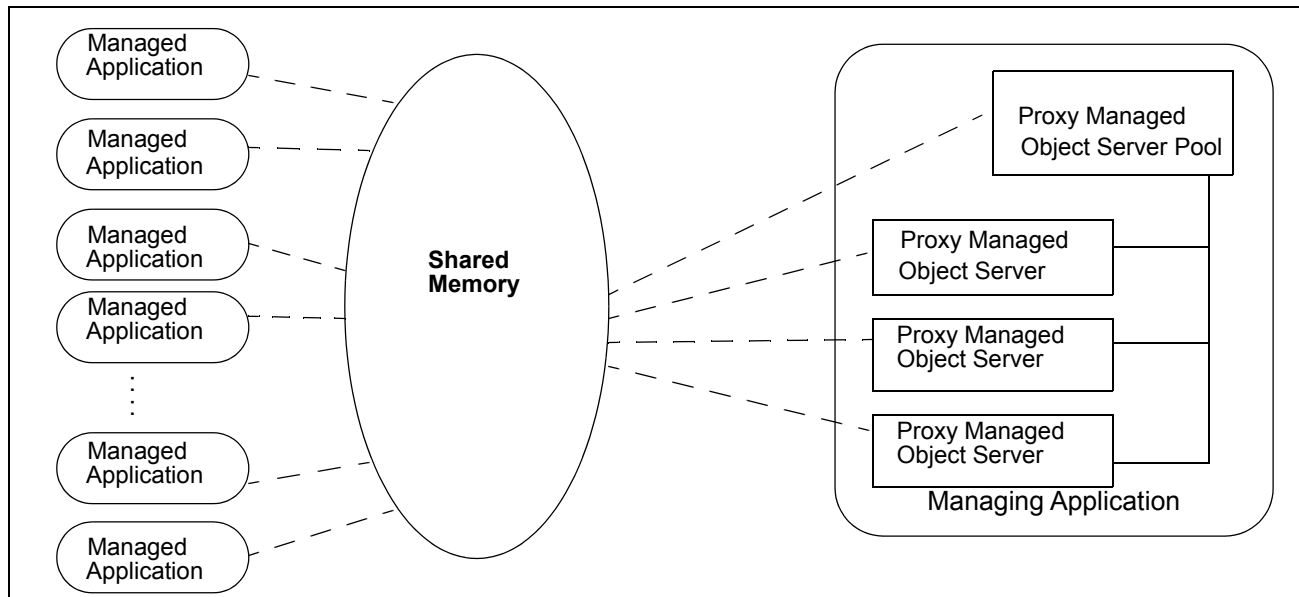 Managed
Application
Managed
Application
Managed
Application
Managed
Application
Managed
Application
Managed
Application
Shared
Memory
Proxy Managed
Object Server Pool
Proxy Managed
Object Server
Proxy Managed
Object Server
Proxy Managed
Object Server
Managing Application